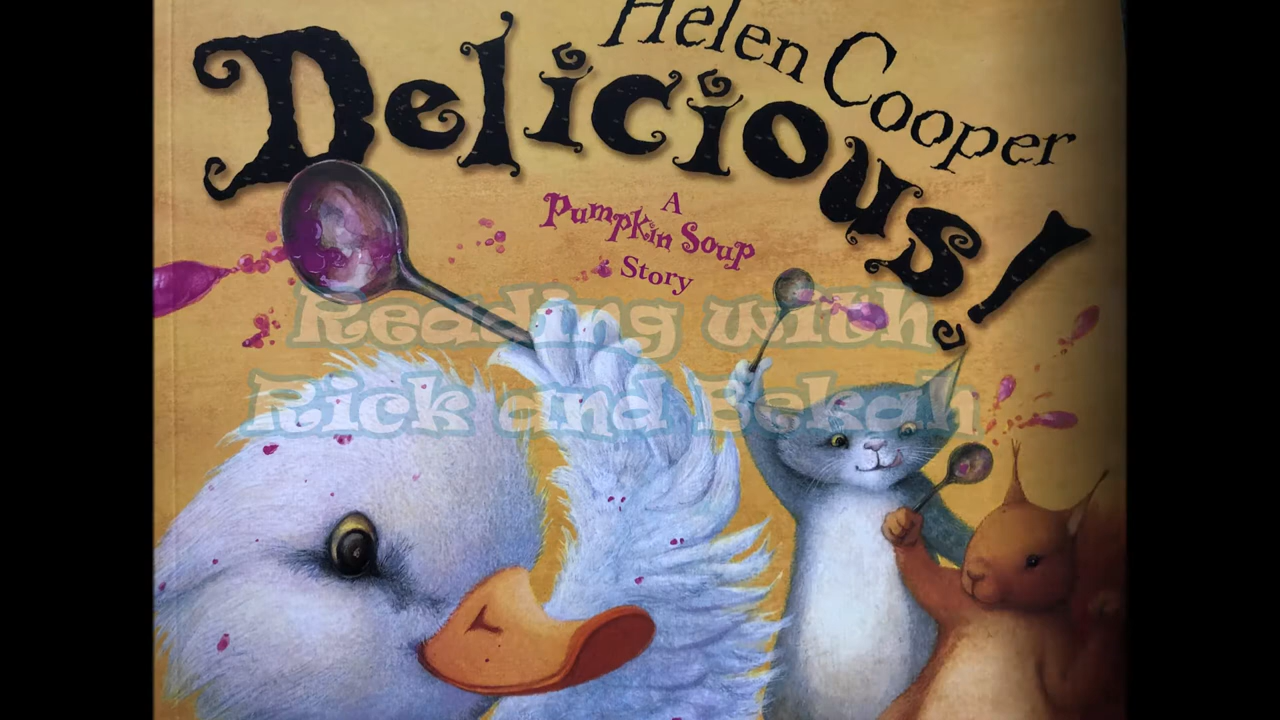 Helen Cooper
Delicious!
A
Pumpkin Soup
Story
Reading with
Rick and Bekah